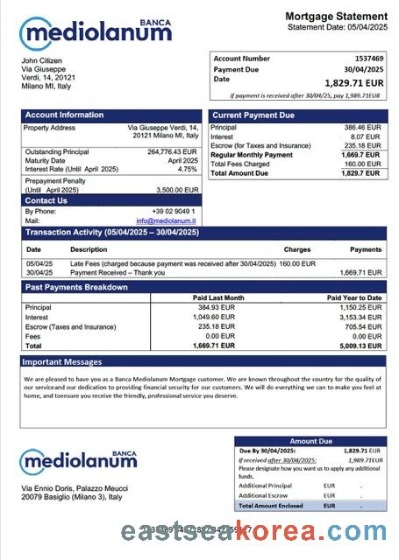 BANCA
mediolanum
Mortgage Statement
Statement Date: 05/04/2025
John Citizen
Via Giuseppe
Verdi, 14, 20121
Milano MI, Italy
Account Number 1537469
Payment Due 30/04/2025
Date
1,829.71 EUR
if payment is received after 30/04/25, pay 1,989.71EUR
Account Information
Property Address Via Giuseppe Verdi, 14,
20121 Milano MI, Italy
Outstanding Principal 264,776.43 EUR
Maturity Date April 2025
Interest Rate (Until April 2025) 4.75%
Prepayment Penalty
(Until April 2025) 3,500.00 EUR
Contact Us
By Phone: +39 02 9049 1
Mail: info@mediolanum.it
Current Payment Due
Principal 386.46 EUR
Interest 8.07 EUR
Escrow (for Taxes and Insurance) 235.18 EUR
Regular Monthly Payment 1,669.7 EUR
Total Fees Charged 160.00 EUR
Total Amount Due 1,829.7 EUR
Transaction Activity (05/04/2025 – 30/04/2025)
Date Description Charges Payments
05/04/25 Late Fees (charged because payment was received after 30/04/2025) 160.00 EUR
30/04/25 Payment Received – Thank you 1,669.71 EUR
Past Payments Breakdown
Paid Last Month Paid Year to Date
Principal 384.93 EUR 1,150.25 EUR
Interest 1,049.60 EUR 3,153.34 EUR
Escrow (Taxes and Insurance) 235.18 EUR 705.54 EUR
Fees 0.00 EUR 0.00 EUR
Total 1,669.71 EUR 5,009.13 EUR
Important Messages
We are pleased to have you as a Banca Mediolanum Mortgage customer. We are known throughout the country for the quality of
our service and our dedication to providing financial security for our customers. We will do everything we can to make you feel at
home, and toensure you receive the friendly, professional service you deserve.
BANCA
mediolanum
Via Ennio Doris, Palazzo Meucci
20079 Basiglio (Milano 3), Italy
Amount Due
Due By 30/04/2025: 1,829.71 EUR
If received after 30/04/2025: 1,989.71EUR
Please designate how you want us to apply any additional
funds.
Additional Principal EUR .
Additional Escrow EUR .
Total Amount Enclosed EUR .
eastseakorea.com